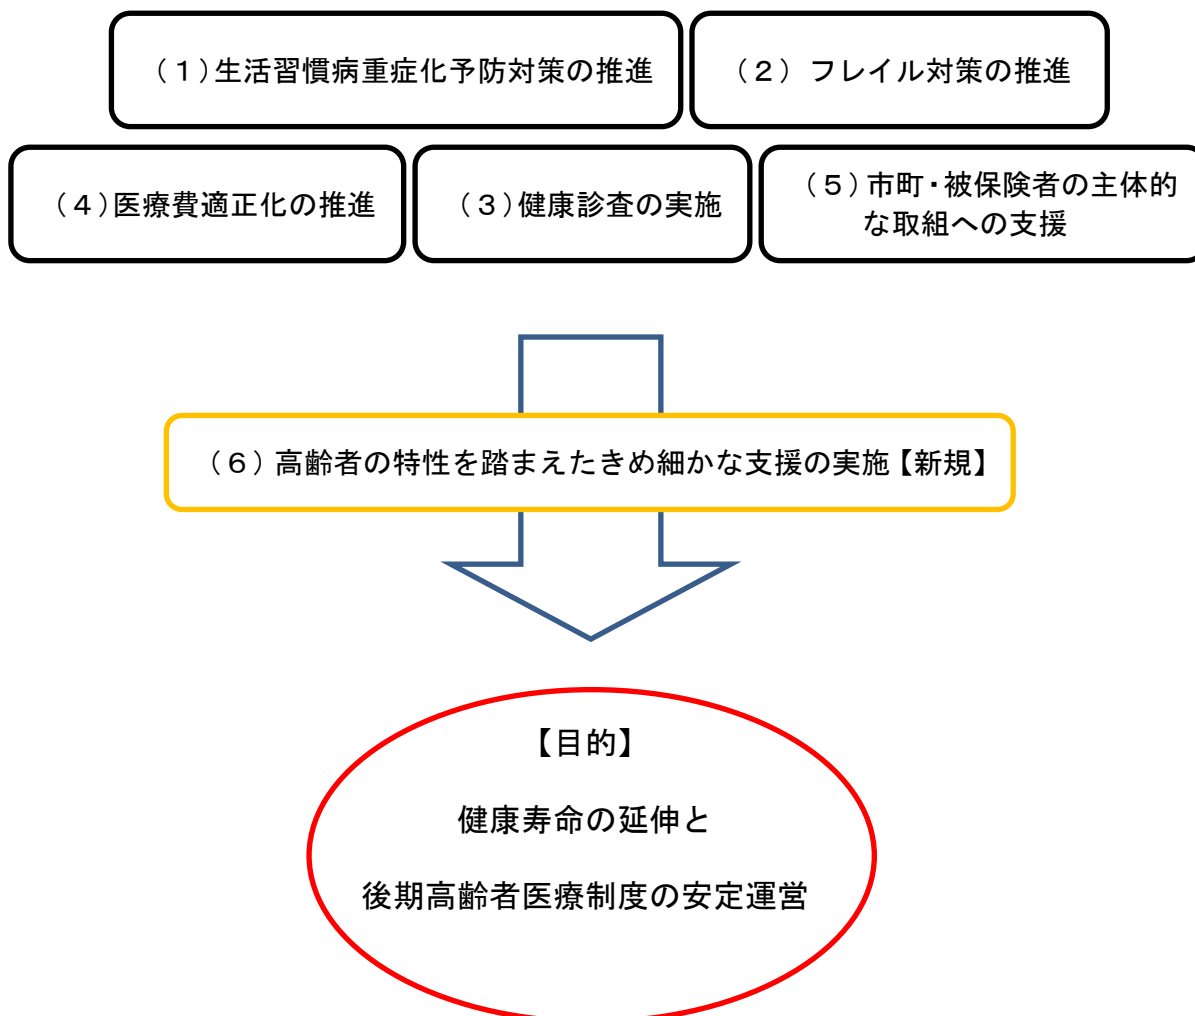 （１）生活習慣病重症化予防対策の推進
（２）フレイル対策の推進
（４）医療費適正化の推進
（３）健康診査の実施
（５）市町・被保険者の主体的
な取組への支援
（６）高齢者の特性を踏まえたきめ細かな支援の実施【新規】
【目的】
健康寿命の延伸と
後期高齢者医療制度の安定運営